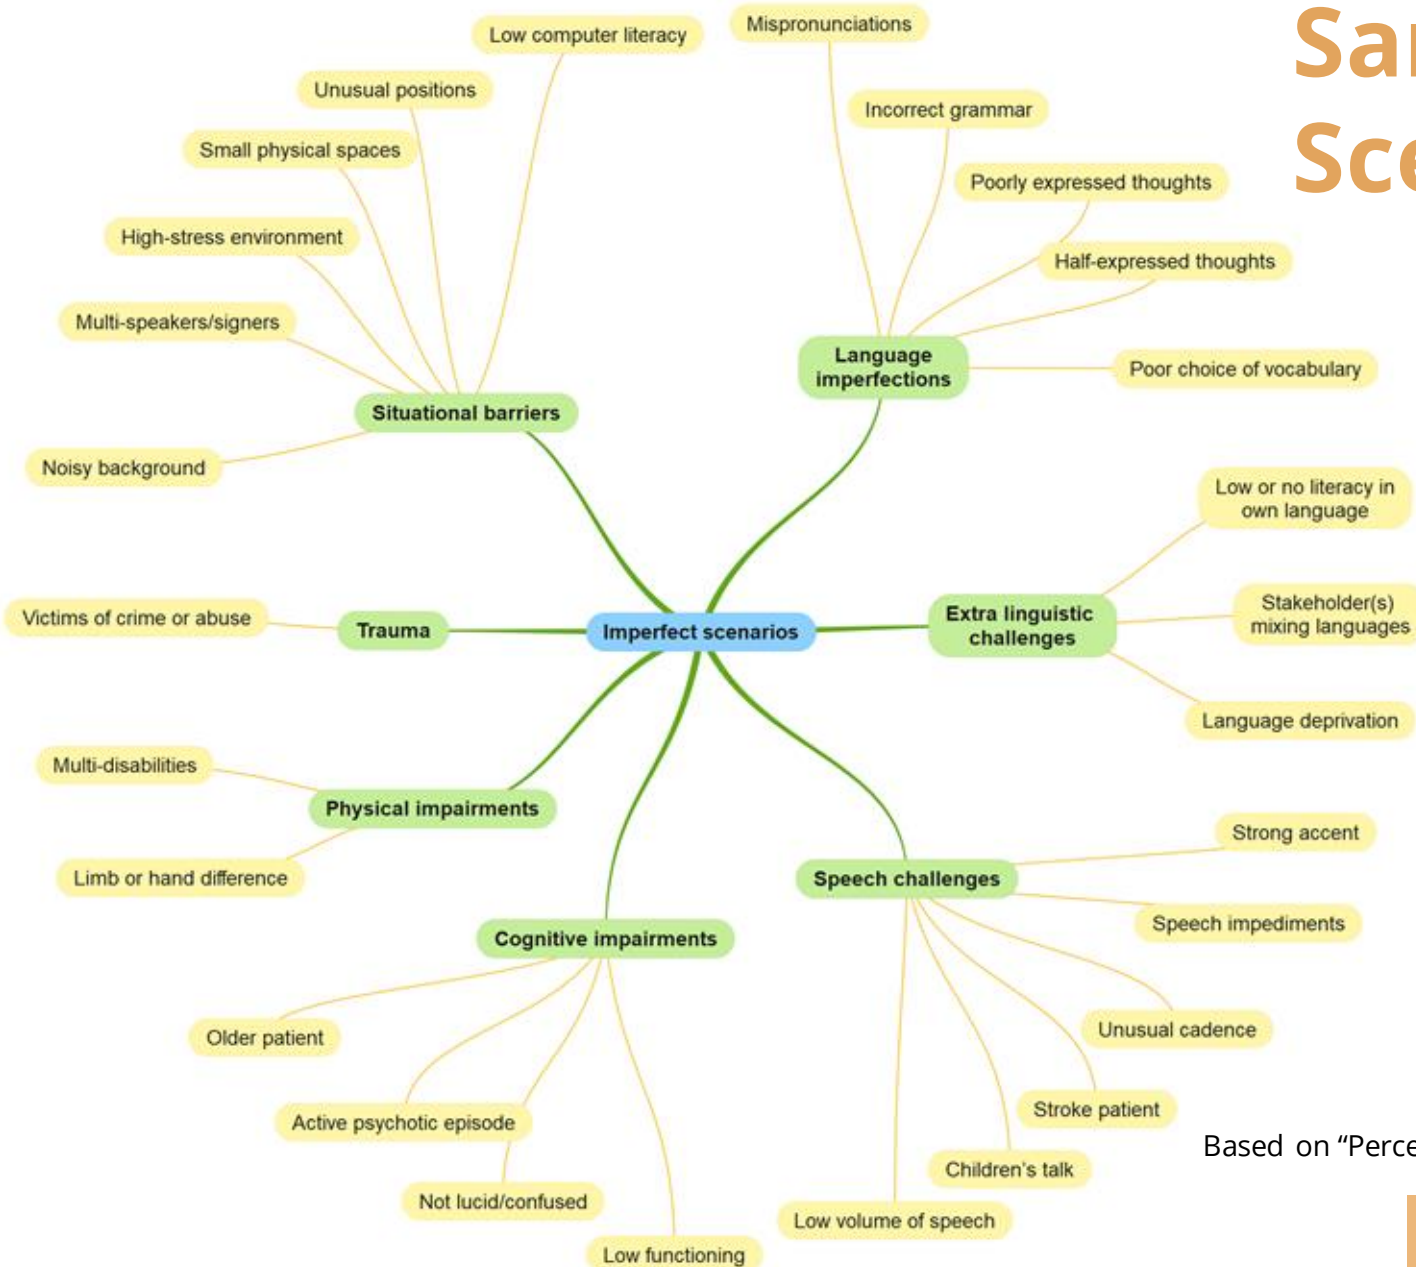 Sar
Sce
Low computer literacy
Unusual positions
Small physical spaces
High-stress environment
Multi-speakers/signers
Situational barriers
Noisy background
Mispronunciations
Incorrect grammar
Poorly expressed thoughts
Half-expressed thoughts
Language
imperfections
Poor choice of vocabulary
Low or no literacy in
own language
Extra linguistic
challenges
Stakeholder(s)
mixing languages
Language deprivation
Victims of crime or abuse
Trauma
Imperfect scenarios
Multi-disabilities
Physical impairments
Limb or hand difference
Cognitive impairments
Older patient
Active psychotic episode
Not lucid/confused
Low functioning
Strong accent
Speech challenges
Speech impediments
Unusual cadence
Stroke patient
Children's talk
Low volume of speech
Based on “Perce